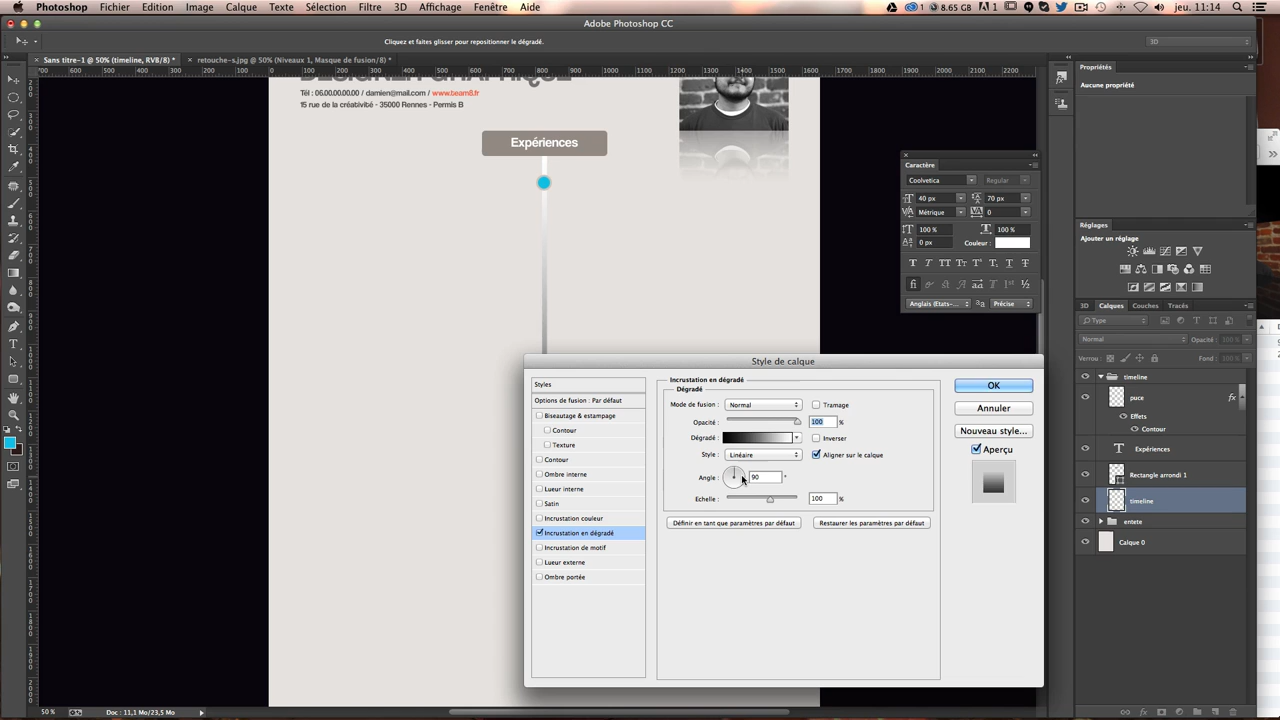 Photoshop Fichier Edition Image Calque Texte Sélection Filtre 3D Affichage Fenêtre Aide
8.65 GB 1 jeu. 11:14
Adobe Photoshop CC
Cliquez et faites glisser pour repositionner le dégradé.
3D
Sans titre-1 @ 50% (timeline, RVB/8) *
retouche-s.jpg @ 50% (Niveaux 1, Masque de fusion/8) *
DESIGNER GRAPHIQUE
Tél : 06.00.00.00.00 / damien@mail.com / www.team8.fr
15 rue de la créativité - 35000 Rennes - Permis B
Expériences
Propriétés
Aucune propriété
Caractère
Coolvetica Regular
40 px 70 px
Métrique 0
100 % 100 %
0 px Couleur :
Anglais (Etats-... Précise
Réglages
Ajouter un réglage
3D Calques Couches Tracés
Type
Normal Opacité : 100 %
Verrou : Fond : 100 %
timeline
puce fx
Effets
Contour
Expériences
Rectangle arrondi 1
timeline
entete
Calque 0
Style de calque
Styles
Options de fusion : Par défaut
Biseautage & estampage
Contour
Texture
Contour
Ombre interne
Lueur interne
Satin
Incrustation couleur
Incrustation en dégradé
Incrustation de motif
Lueur externe
Ombre portée
Incrustation en dégradé
Dégradé
Mode de fusion : Normal Tramage
Opacité : 100 %
Dégradé : Inverser
Style : Linéaire Aligner sur le calque
Angle : 90 °
Echelle : 100 %
Définir en tant que paramètres par défaut
Restaurer les paramètres par défaut
OK
Annuler
Nouveau style...
Aperçu
50 % Doc : 11,1 Mo/23,5 Mo